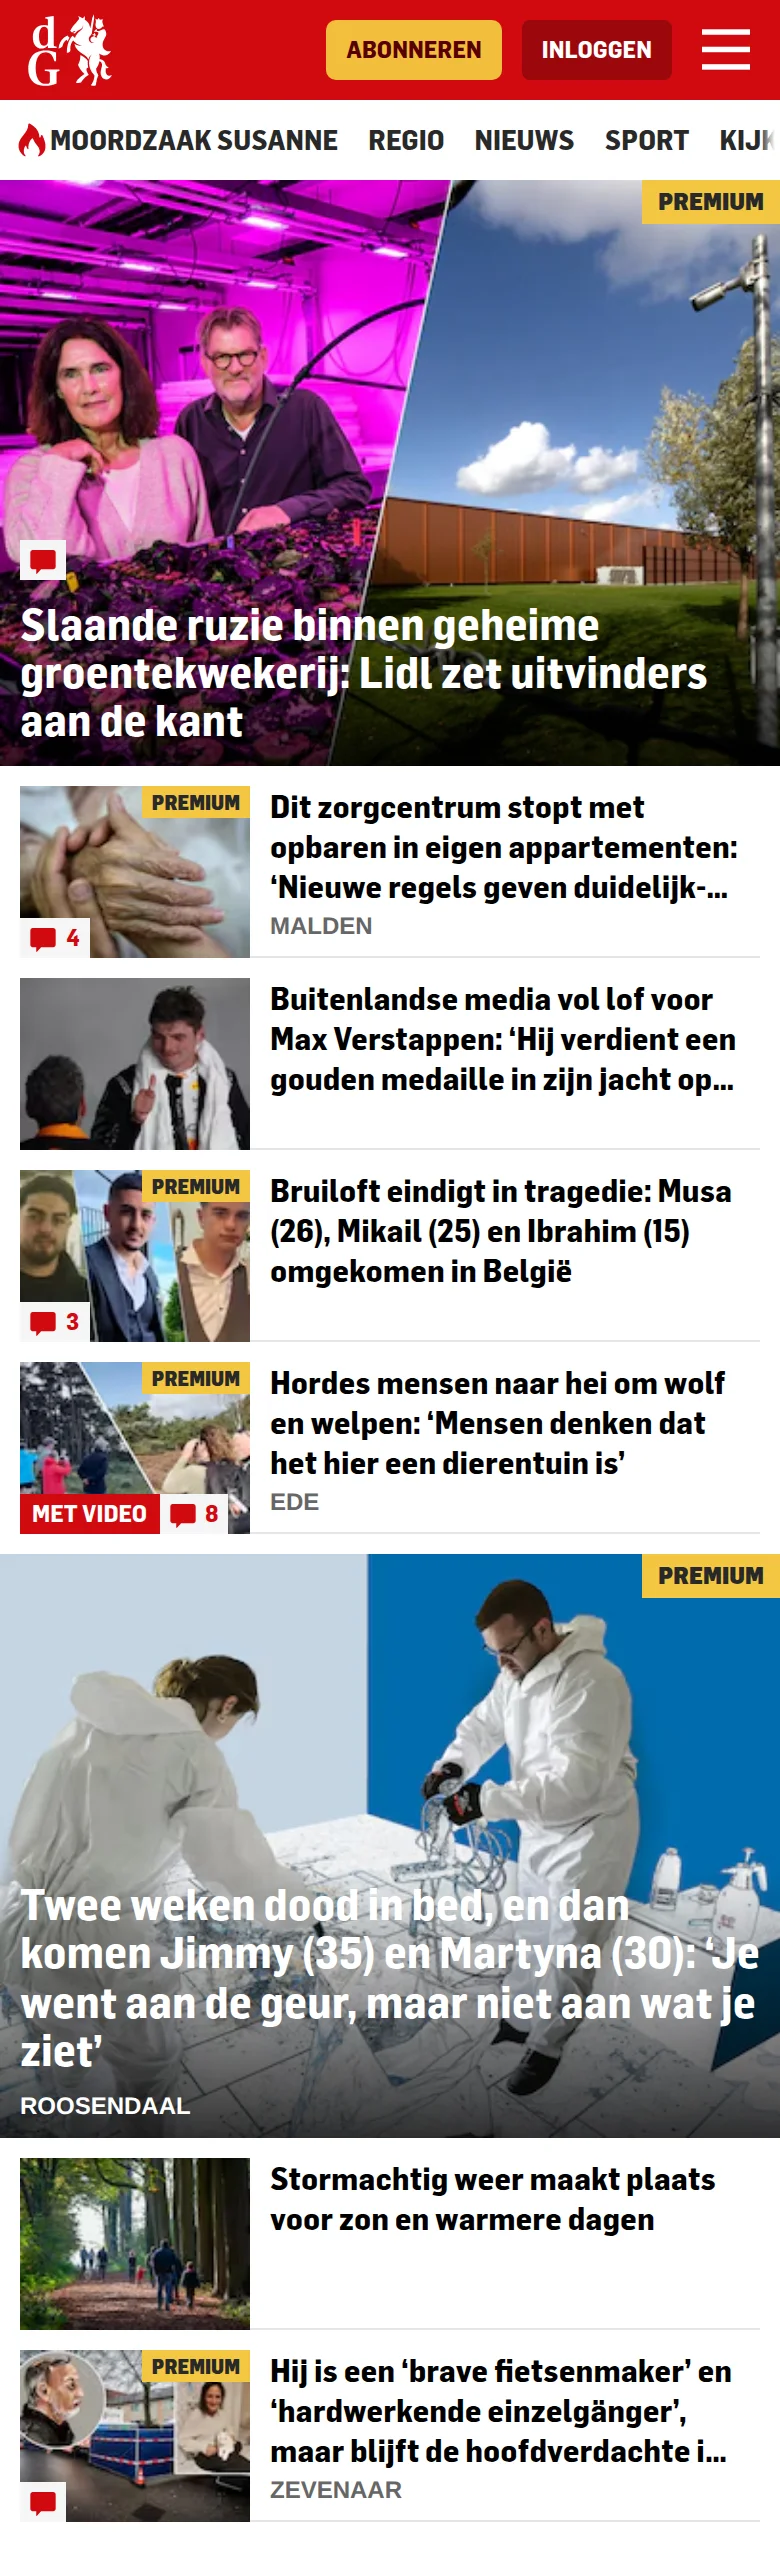 dG
ABONNEREN
INLOGGEN
MOORDZAAK SUSANNE
REGIO
NIEUWS
SPORT
KIJK
PREMIUM
Slaande ruzie binnen geheime
groentekwekerij: Lidl zet uitvinders
aan de kant
PREMIUM
4
Dit zorgcentrum stopt met
opbaren in eigen appartementen:
‘Nieuwe regels geven duidelijk-...
MALDEN
Buitenlandse media vol lof voor
Max Verstappen: ‘Hij verdient een
gouden medaille in zijn jacht op...
PREMIUM
3
Bruiloft eindigt in tragedie: Musa
(26), Mikail (25) en Ibrahim (15)
omgekomen in België
PREMIUM
MET VIDEO
8
Hordes mensen naar hei om wolf
en welpen: ‘Mensen denken dat
het hier een dierentuin is’
EDE
PREMIUM
Twee weken dood in bed, en dan
komen Jimmy (35) en Martyna (30): ‘Je
went aan de geur, maar niet aan wat je
ziet’
ROOSENDAAL
Stormachtig weer maakt plaats
voor zon en warmere dagen
PREMIUM
Hij is een ‘brave fietsenmaker’ en
‘hardwerkende einzelgänger’,
maar blijft de hoofdverdachte i...
ZEVENAAR